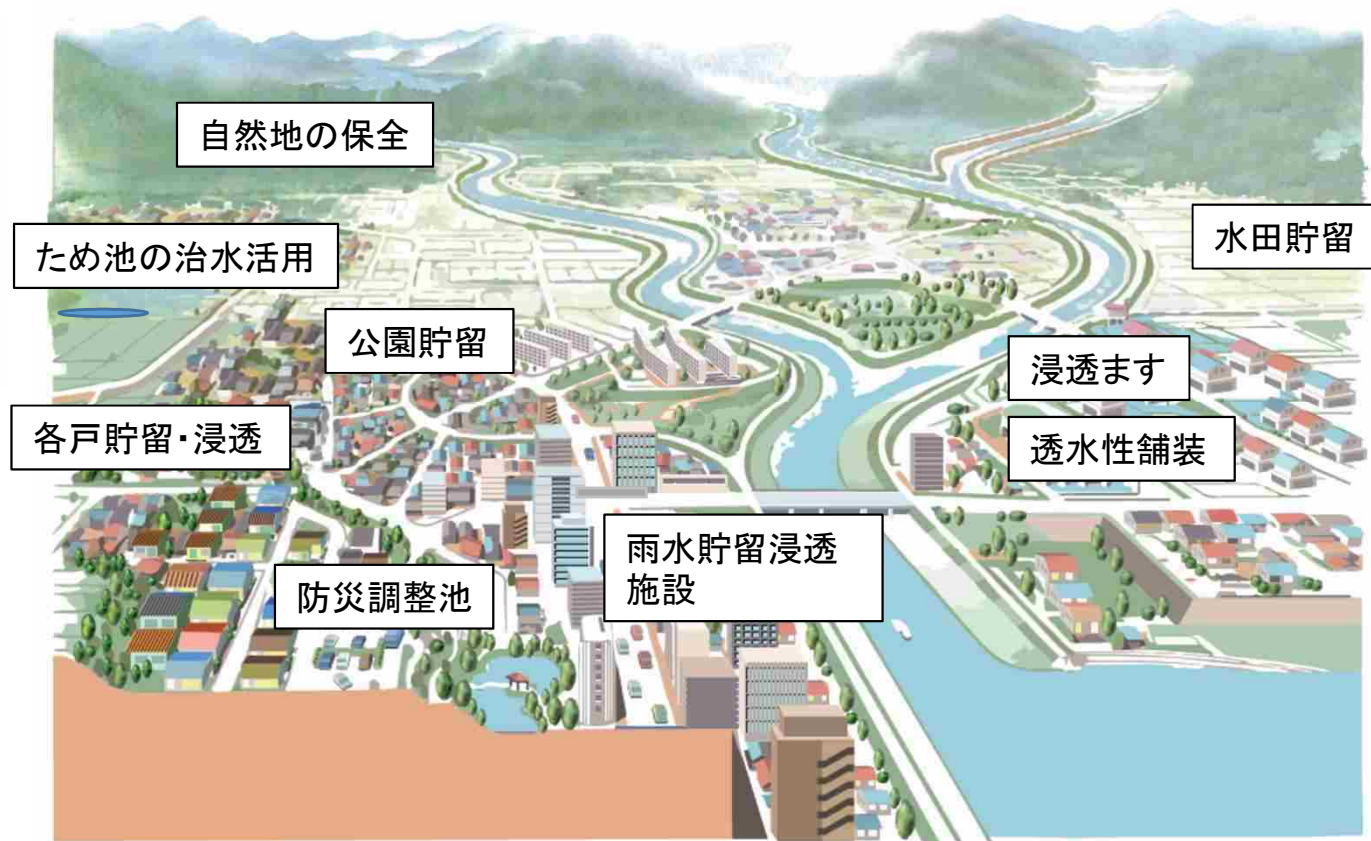 自然地の保全
水田貯留
ため池の治水活用
公園貯留
浸透ます
各戸貯留・浸透
透水性舗装
雨水貯留浸透
施設
防災調整池